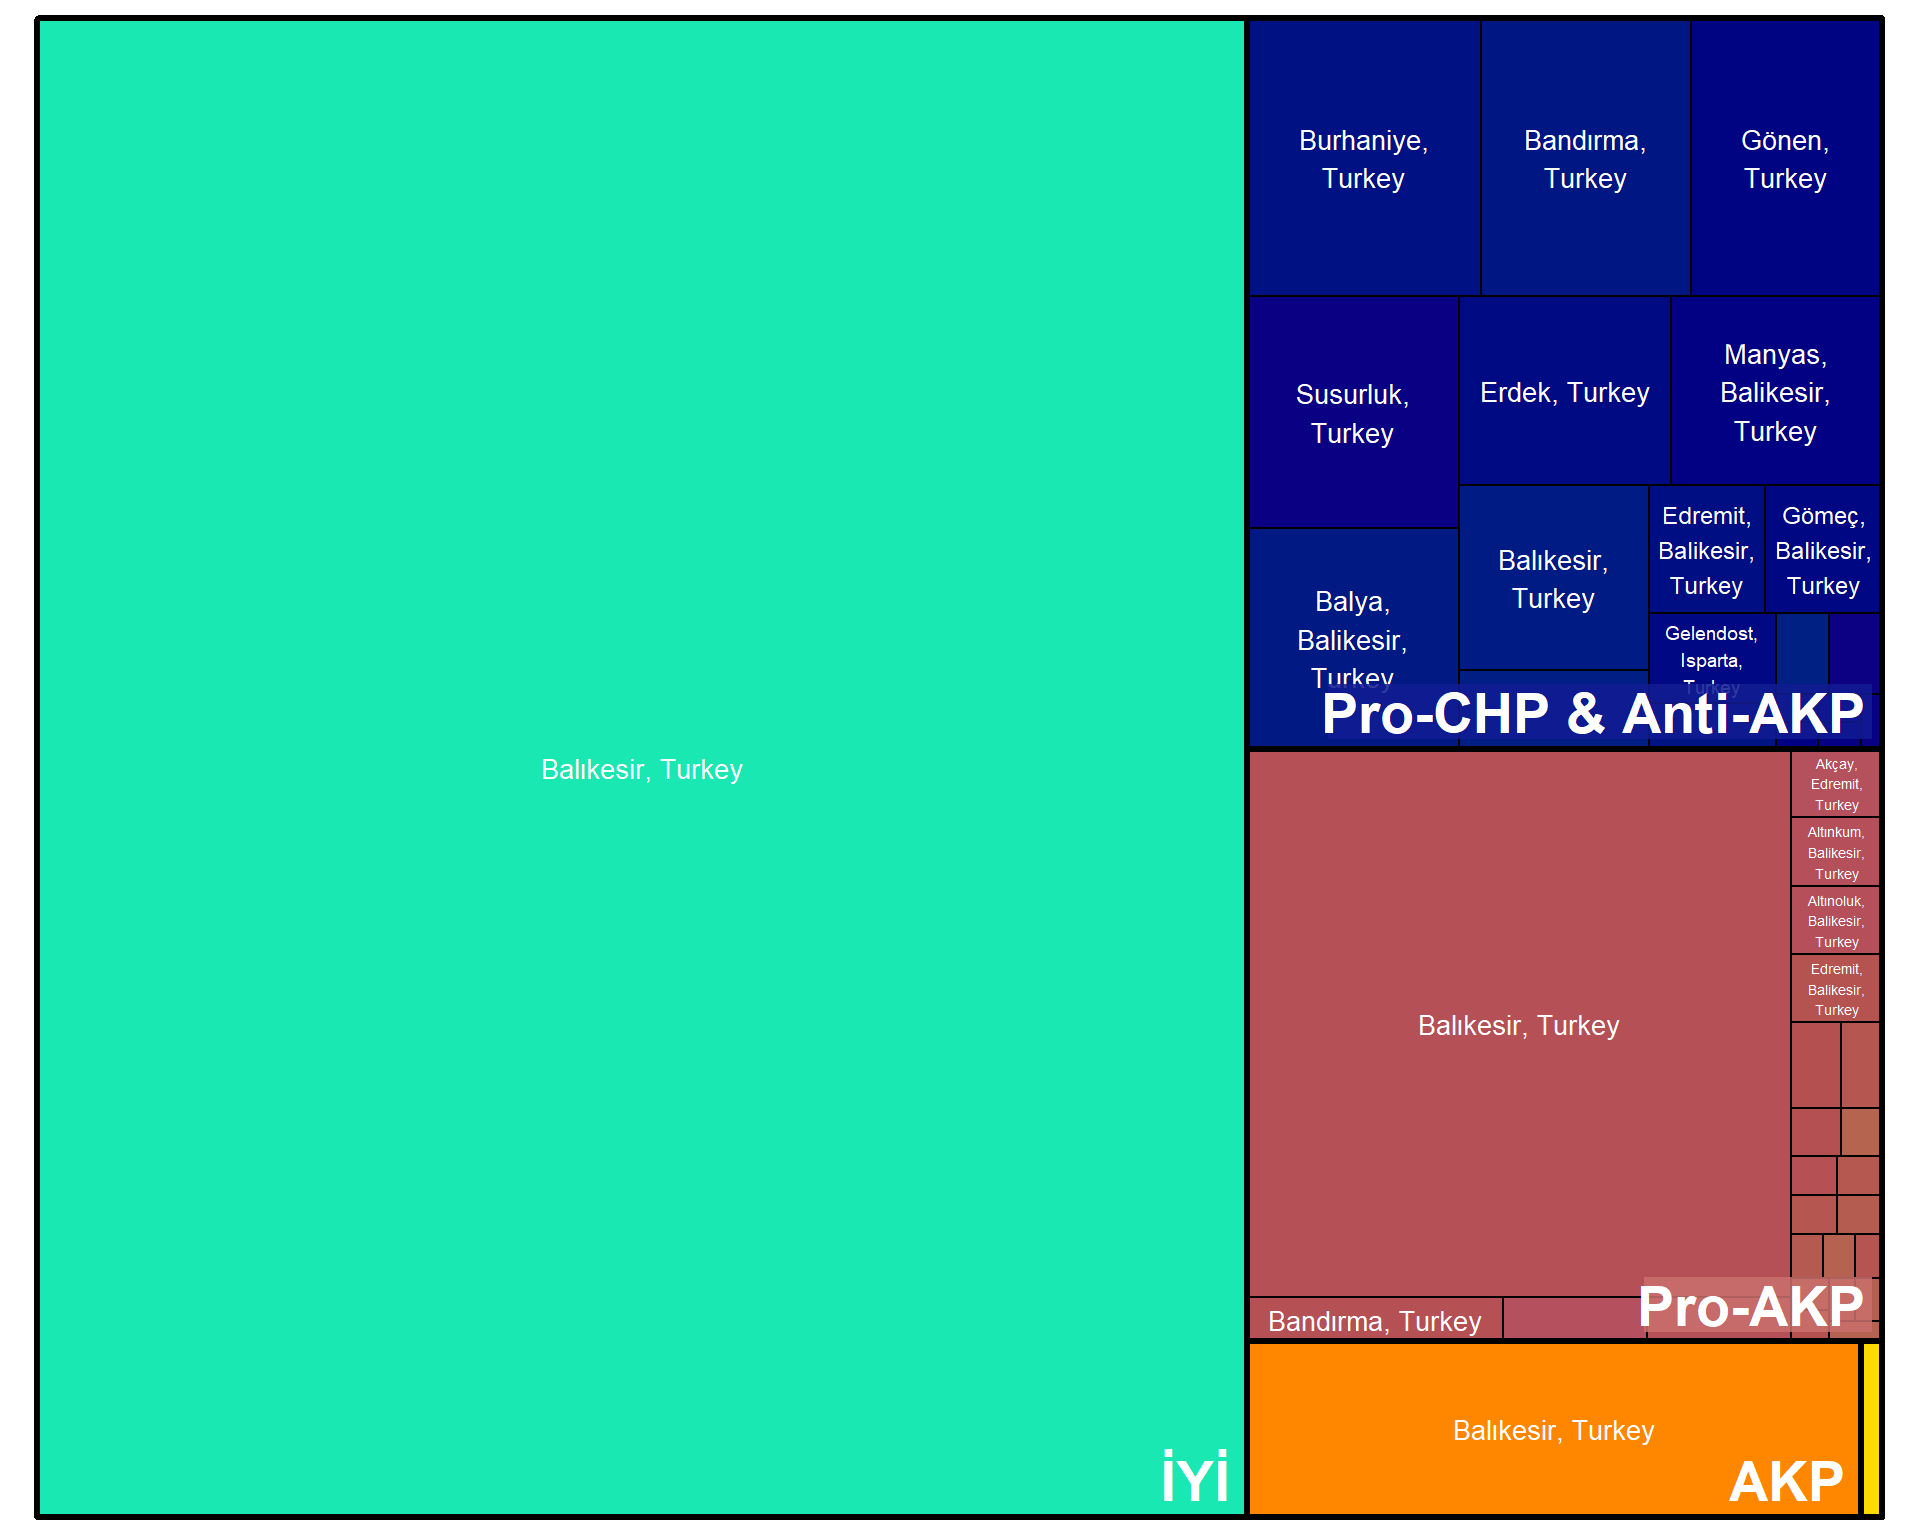 Balıkesir, Turkey
İYİ
Burhaniye,
Turkey
Bandırma,
Turkey
Gönen,
Turkey
Susurluk,
Turkey
Erdek, Turkey
Manyas,
Balikesir,
Turkey
Balya,
Balikesir,
Turkey
Balıkesir,
Turkey
Edremit,
Balikesir,
Turkey
Gömeç,
Balikesir,
Turkey
Gelendost,
Isparta,
Turkey
Pro-CHP & Anti-AKP
Balıkesir, Turkey
Akçay,
Edremit,
Turkey
Altınkum,
Balikesir,
Turkey
Altınoluk,
Balikesir,
Turkey
Edremit,
Balikesir,
Turkey
Bandırma, Turkey
Pro-AKP
Balıkesir, Turkey
AKP